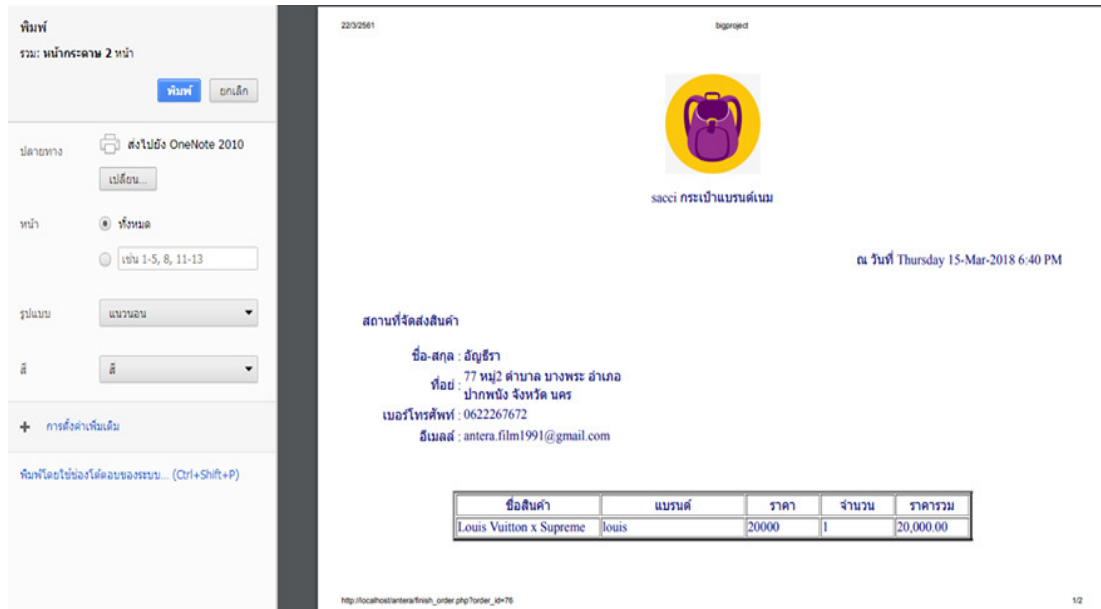 พิมพ์
รวม: หน้ากระดาษ 2 หน้า
พิมพ์ ยกเลิก
ปลายทาง ส่งไปยัง OneNote 2010
เปลี่ยน...
หน้า ทั้งหมด
เช่น 1-5, 8, 11-13
รูปแบบ แนวนอน
สี สี
+ การตั้งค่าเพิ่มเติม
พิมพ์โดยใช้ช่องโต้ตอบของระบบ... (Ctrl+Shift+P)
22/3/2561 bigproject
sacci กระเป๋าแบรนด์เนม
ณ วันที่ Thursday 15-Mar-2018 6:40 PM
สถานที่จัดส่งสินค้า
ชื่อ-สกุล : อัญธีรา
ที่อยู่ : 77 หมู่2 ตำบาล บางพระ อำเภอ
ปากพนัง จังหวัด นคร
เบอร์โทรศัพท์ : 0622267672
อีเมลล์ : antera.film1991@gmail.com
ชื่อสินค้า แบรนด์ ราคา จำนวน ราคารวม
Louis Vuitton x Supreme louis 20000 1 20,000.00
http://localhost/antera/finish_order.php?order_id=76 1/2